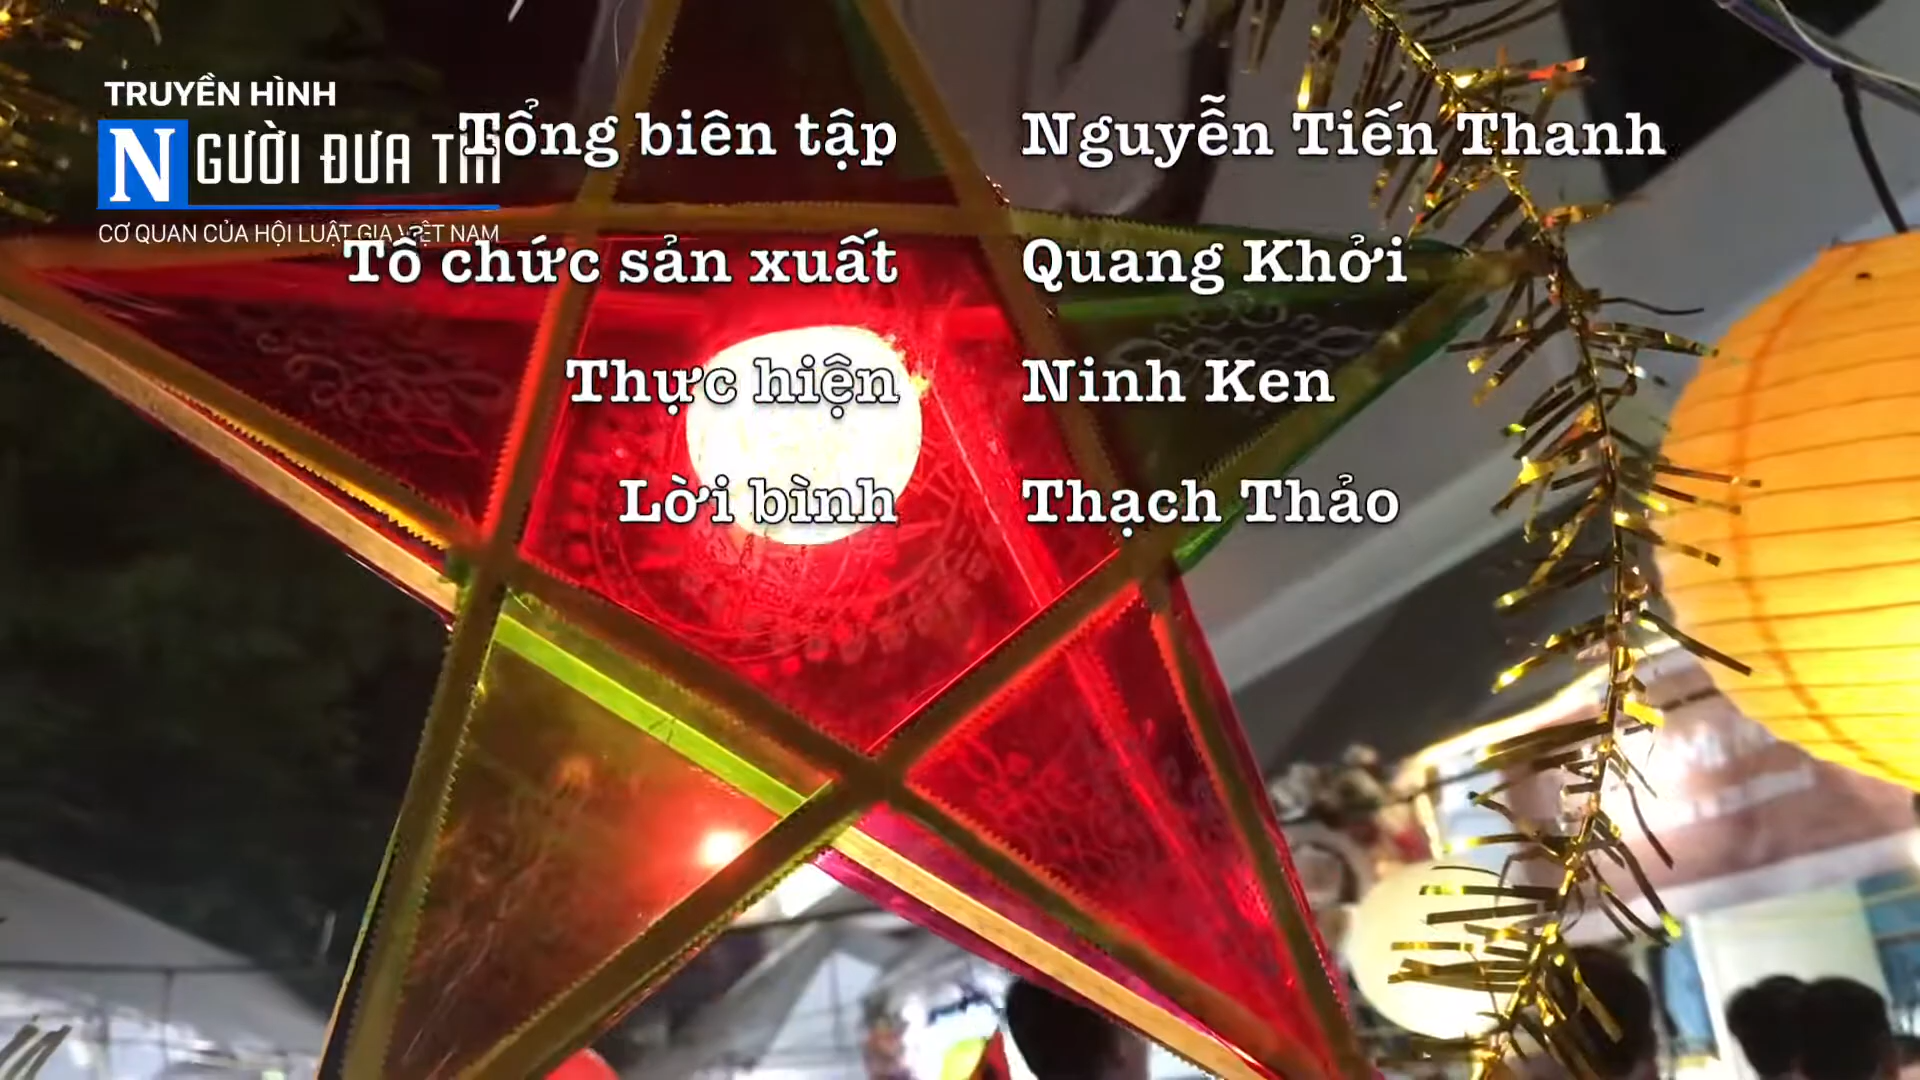 TRUYỀN HÌNH
NGƯỜI ĐƯA TIN
CƠ QUAN CỦA HỘI LUẬT GIA VIỆT NAM
Tổng biên tập Nguyễn Tiến Thanh
Tổ chức sản xuất Quang Khởi
Thực hiện Ninh Ken
Lời bình Thạch Thảo